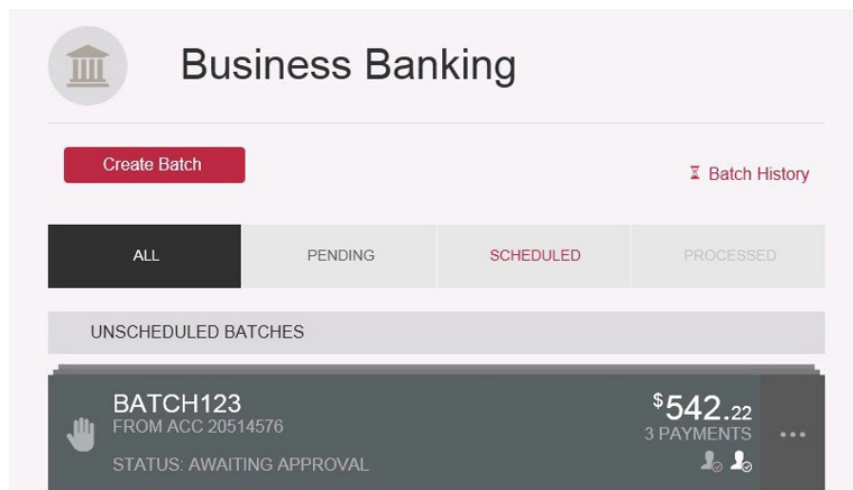 Business Banking
Create Batch
Batch History
ALL PENDING SCHEDULED PROCESSED
UNSCHEDULED BATCHES
BATCH123 $542.22
FROM ACC 20514576 3 PAYMENTS
STATUS: AWAITING APPROVAL